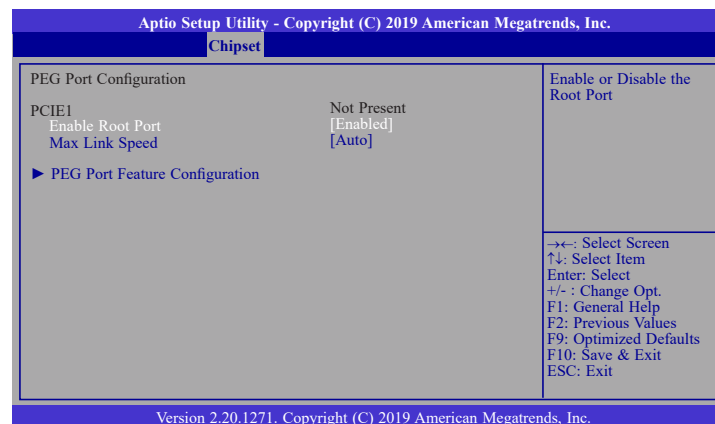 Aptio Setup Utility - Copyright (C) 2019 American Megatrends, Inc.
Chipset
PEG Port Configuration
PCIE1 Not Present
Enable Root Port [Enabled]
Max Link Speed [Auto]
► PEG Port Feature Configuration
Enable or Disable the
Root Port
→←: Select Screen
↑↓: Select Item
Enter: Select
+/- : Change Opt.
F1: General Help
F2: Previous Values
F9: Optimized Defaults
F10: Save & Exit
ESC: Exit
Version 2.20.1271. Copyright (C) 2019 American Megatrends, Inc.